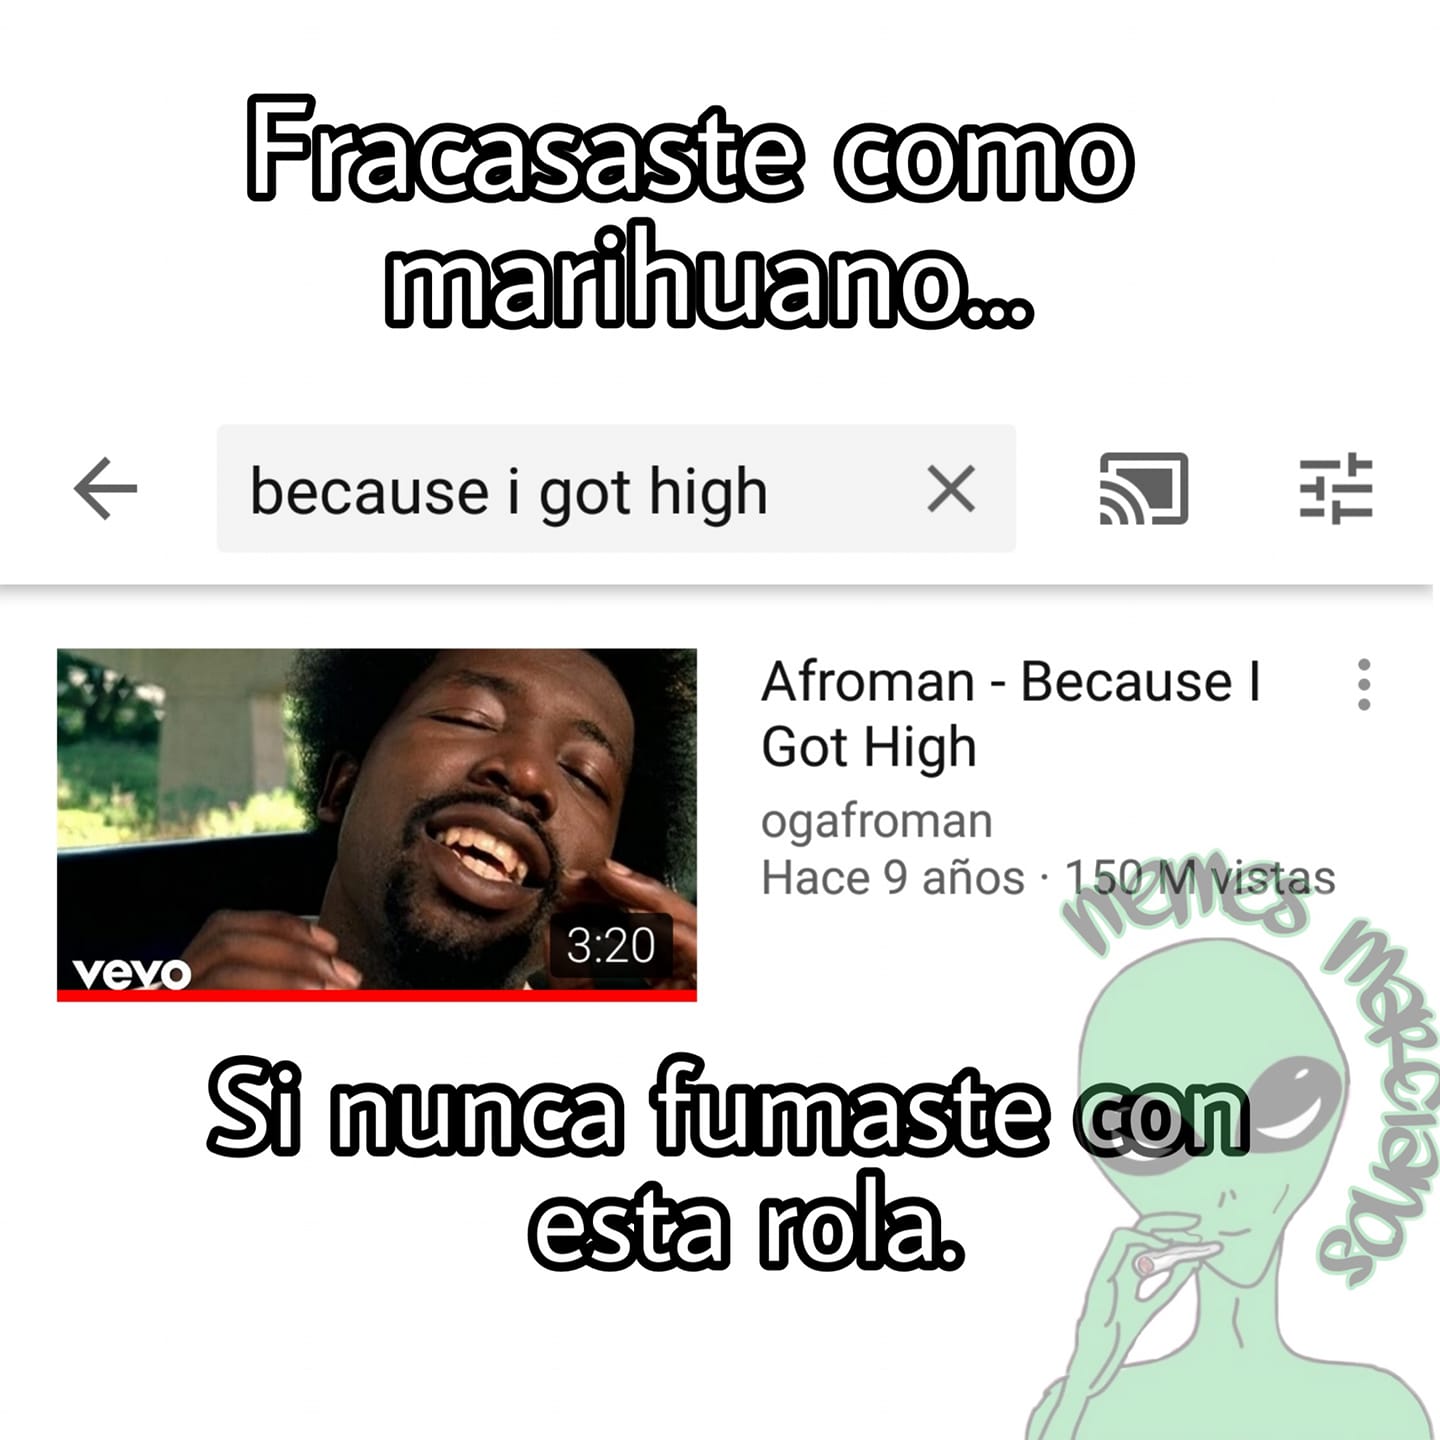 Fracasaste como
marihuano...
because i got high
Afroman - Because I
Got High
ogafroman
Hace 9 años · 150 M vistas
3:20
vevo
memes marcianos
Si nunca fumaste con
esta rola.